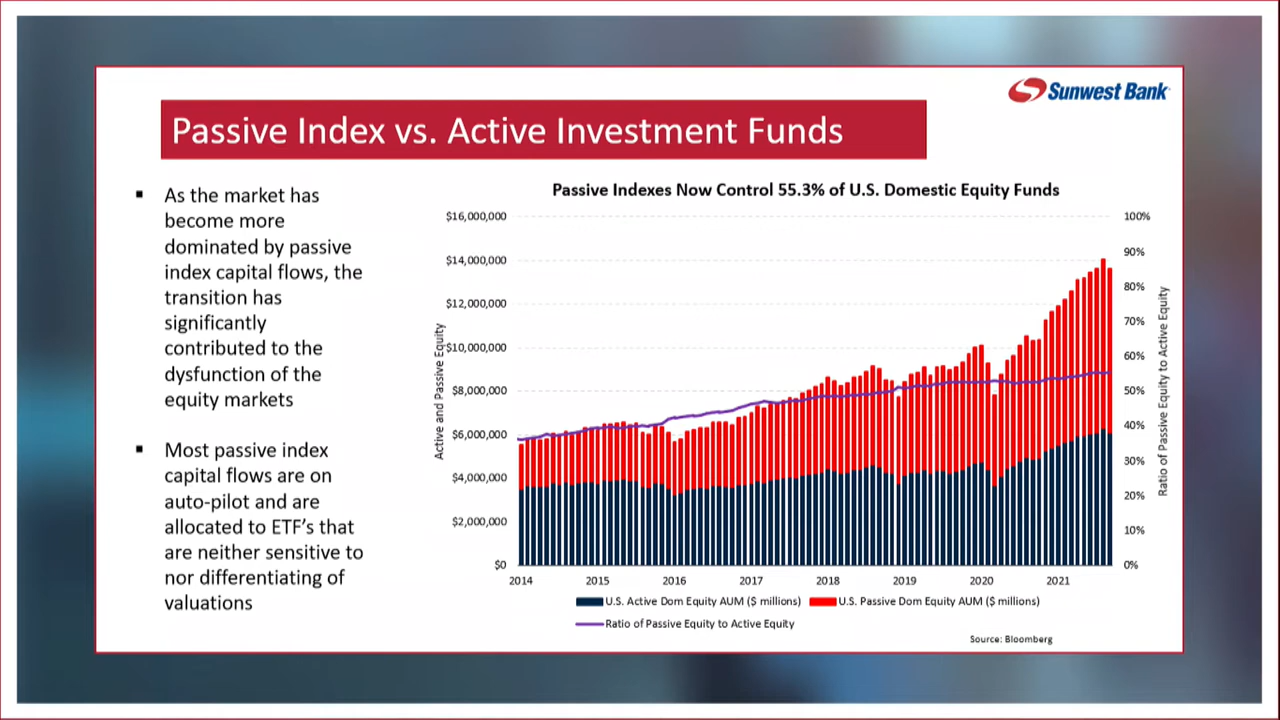 Sunwest Bank
Passive Index vs. Active Investment Funds
▪ As the market has
become more
dominated by passive
index capital flows, the
transition has
significantly
contributed to the
dysfunction of the
equity markets
▪ Most passive index
capital flows are on
auto-pilot and are
allocated to ETF's that
are neither sensitive to
nor differentiating of
valuations
Passive Indexes Now Control 55.3% of U.S. Domestic Equity Funds
Active and Passive Equity
$16,000,000
$14,000,000
$12,000,000
$10,000,000
$8,000,000
$6,000,000
$4,000,000
$2,000,000
$0
100%
90%
80%
70%
60%
50%
40%
30%
20%
10%
0%
Ratio of Passive Equity to Active Equity
2014 2015 2016 2017 2018 2019 2020 2021
U.S. Active Dom Equity AUM ($ millions) U.S. Passive Dom Equity AUM ($ millions)
Ratio of Passive Equity to Active Equity
Source: Bloomberg